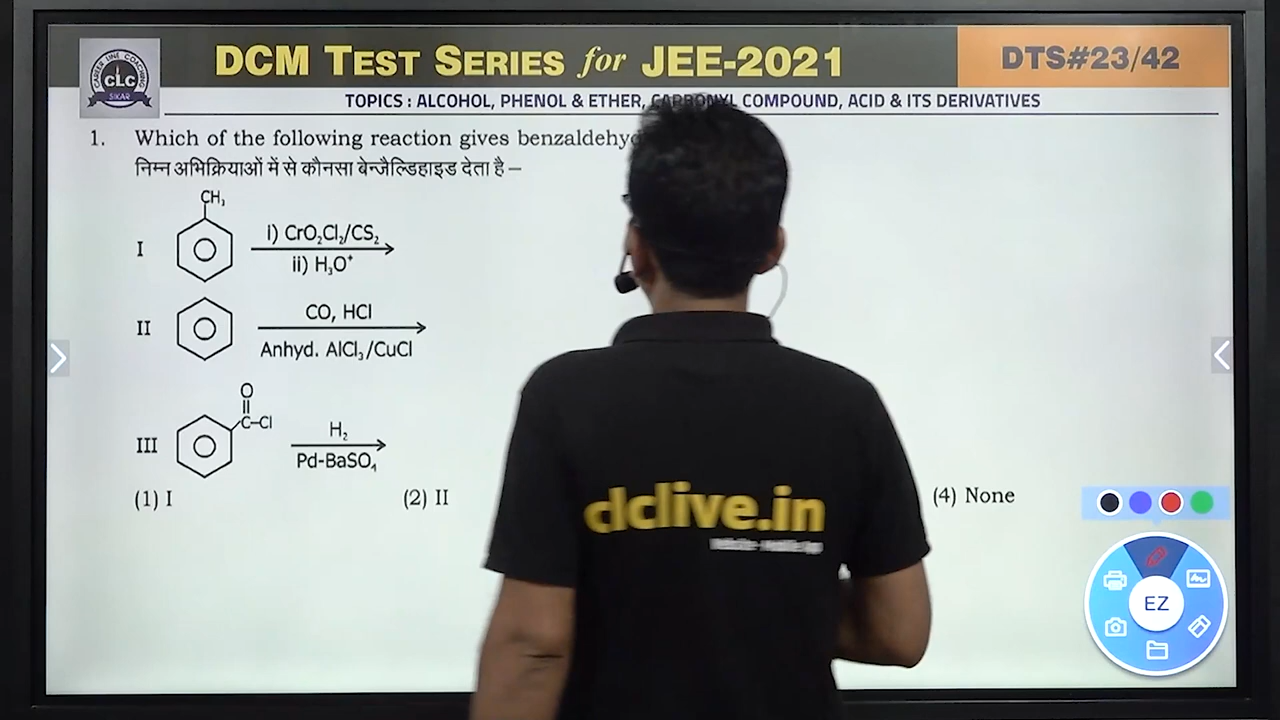 DCM TEST SERIES for JEE-2021
DTS#23/42
CAREER LINE COACHING
CLC
SIKAR
TOPICS : ALCOHOL, PHENOL & ETHER, CARBONYL COMPOUND, ACID & ITS DERIVATIVES
1. Which of the following reaction gives
निम्न अभिक्रियाओं में से कौनसा बेन्जैल्डिहाइड देता है –
CH₃
I
i) CrO₂Cl₂/CS₂
ii) H₃O⁺
II
CO, HCl
Anhyd. AlCl₃/CuCl
O
C–Cl
III
H₂
Pd-BaSO₄
(1) I
(2) II
(4) None
clclive.in
EZ